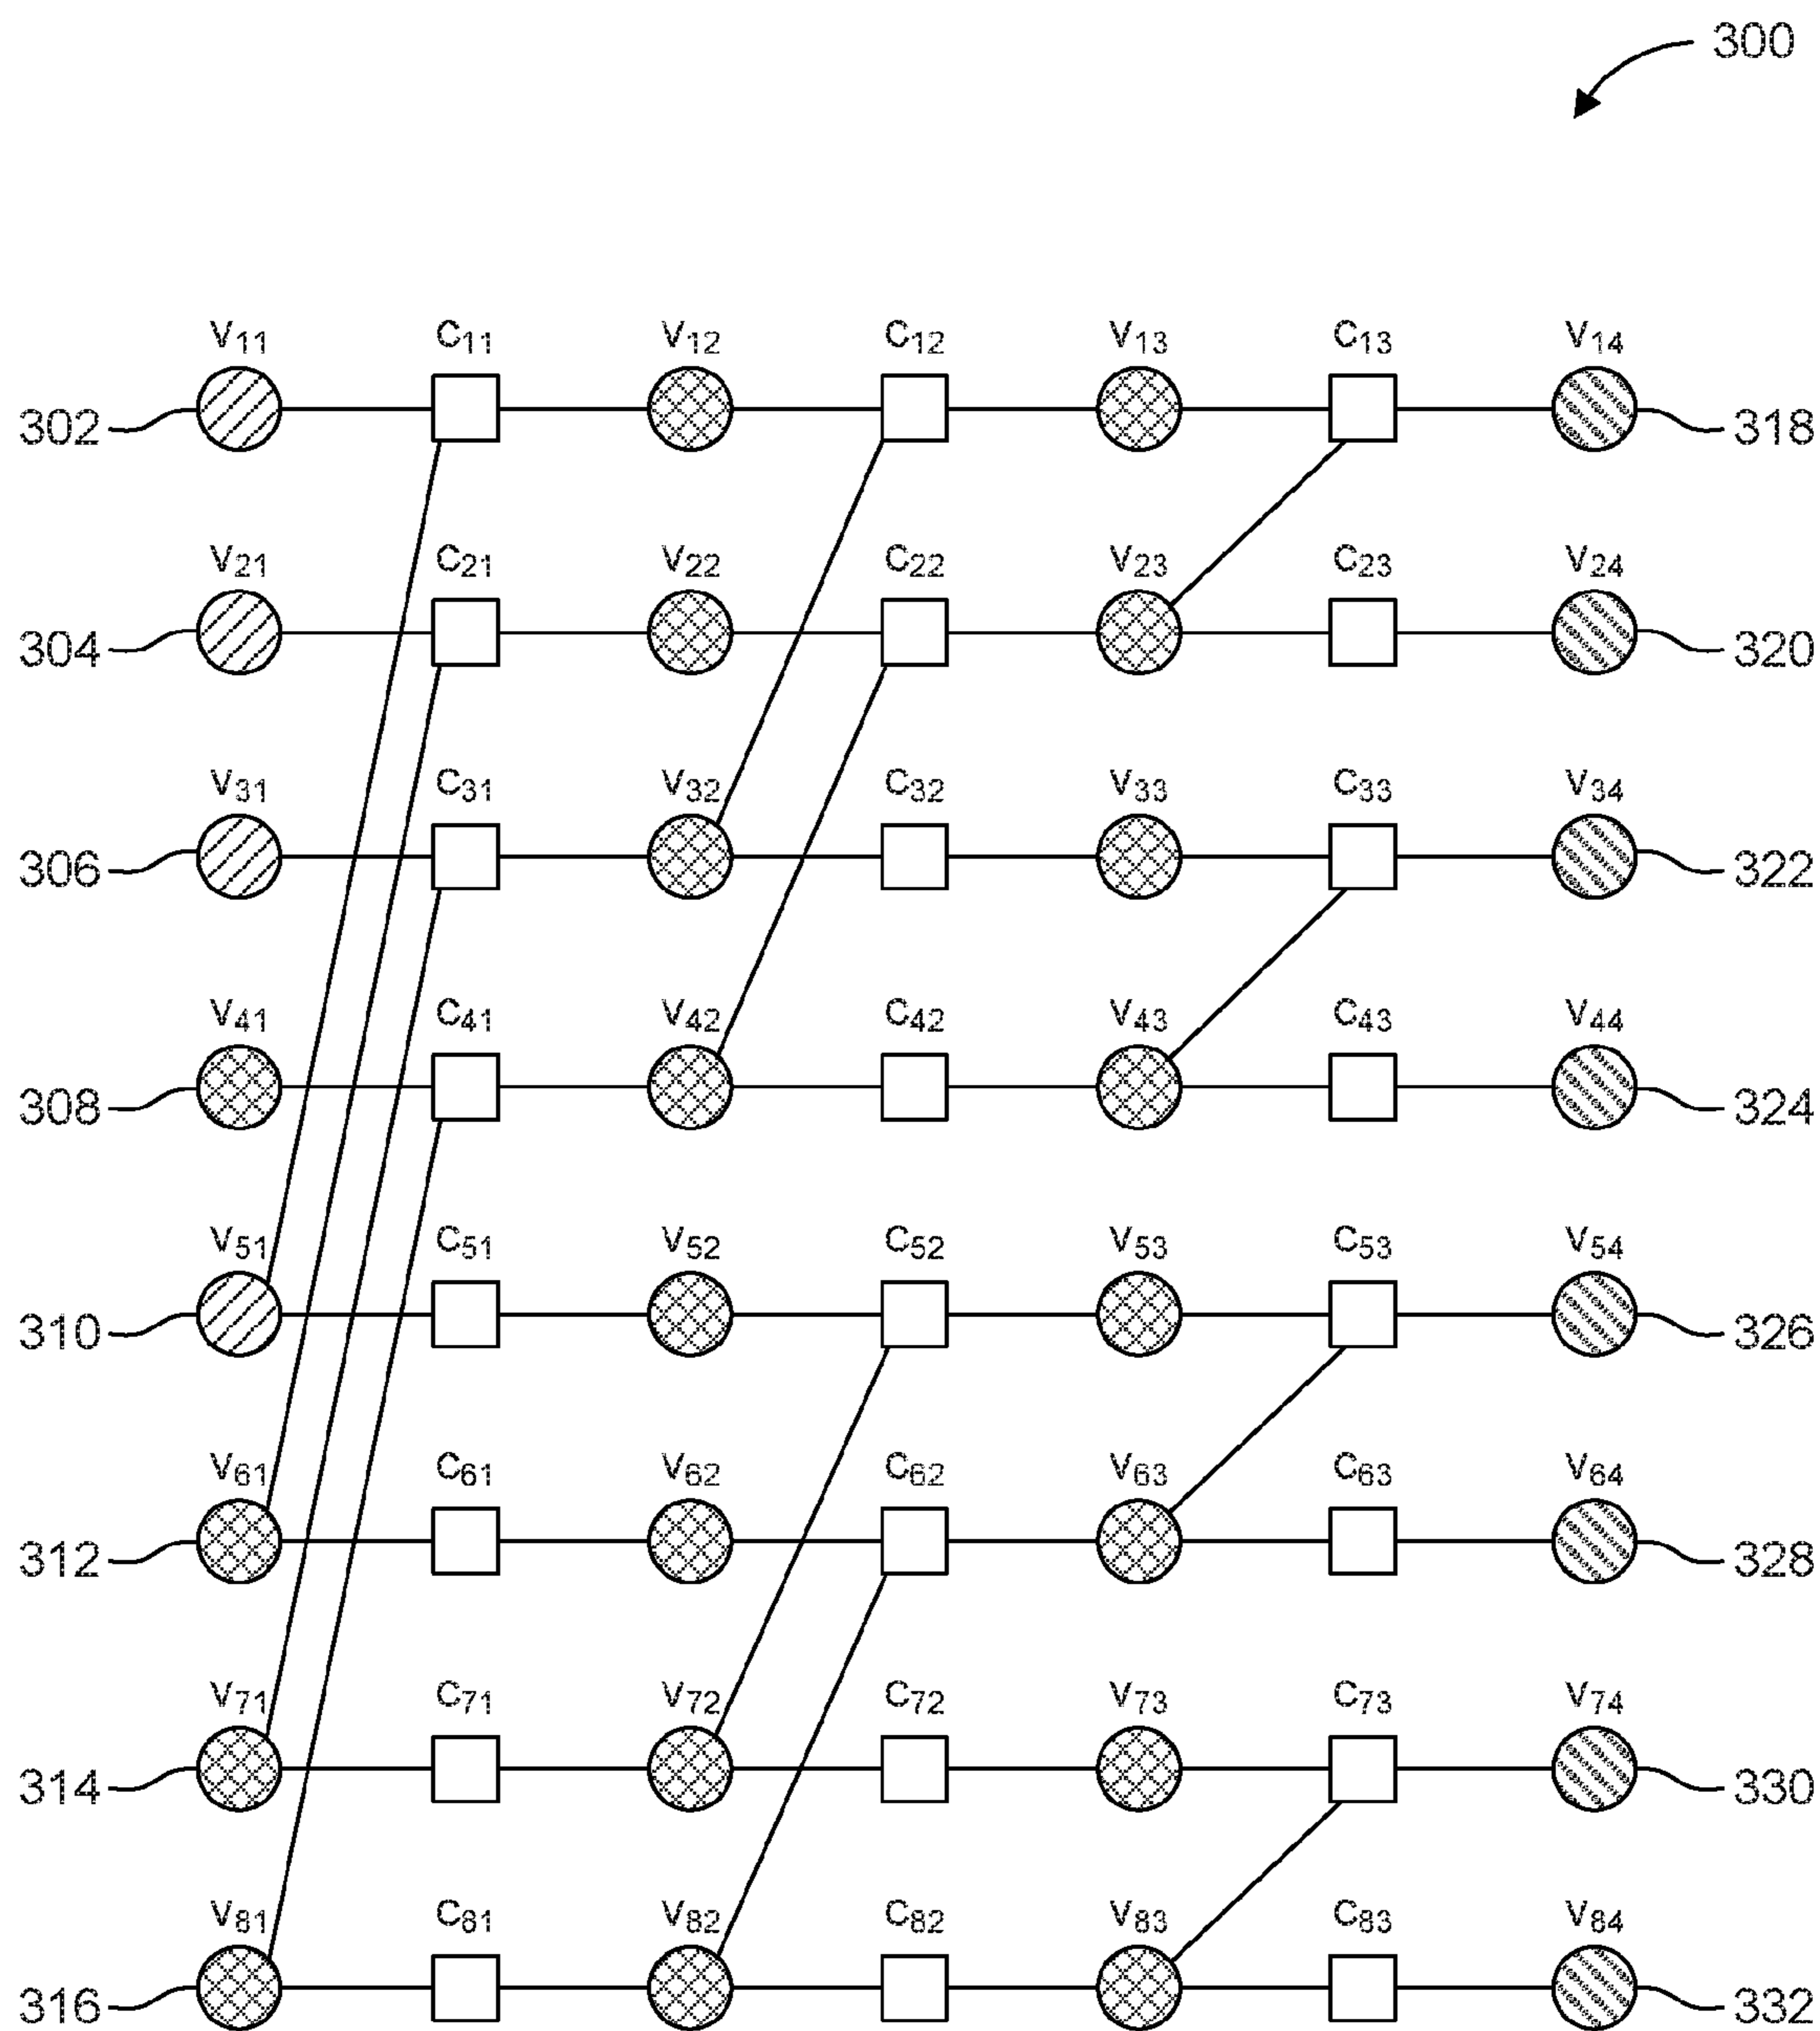 300
V11 C11 V12 C12 V13 C13 V14
302 318
V21 C21 V22 C22 V23 C23 V24
304 320
V31 C31 V32 C32 V33 C33 V34
306 322
V41 C41 V42 C42 V43 C43 V44
308 324
V51 C51 V52 C52 V53 C53 V54
310 326
V61 C61 V62 C62 V63 C63 V64
312 328
V71 C71 V72 C72 V73 C73 V74
314 330
V81 C81 V82 C82 V83 C83 V84
316 332